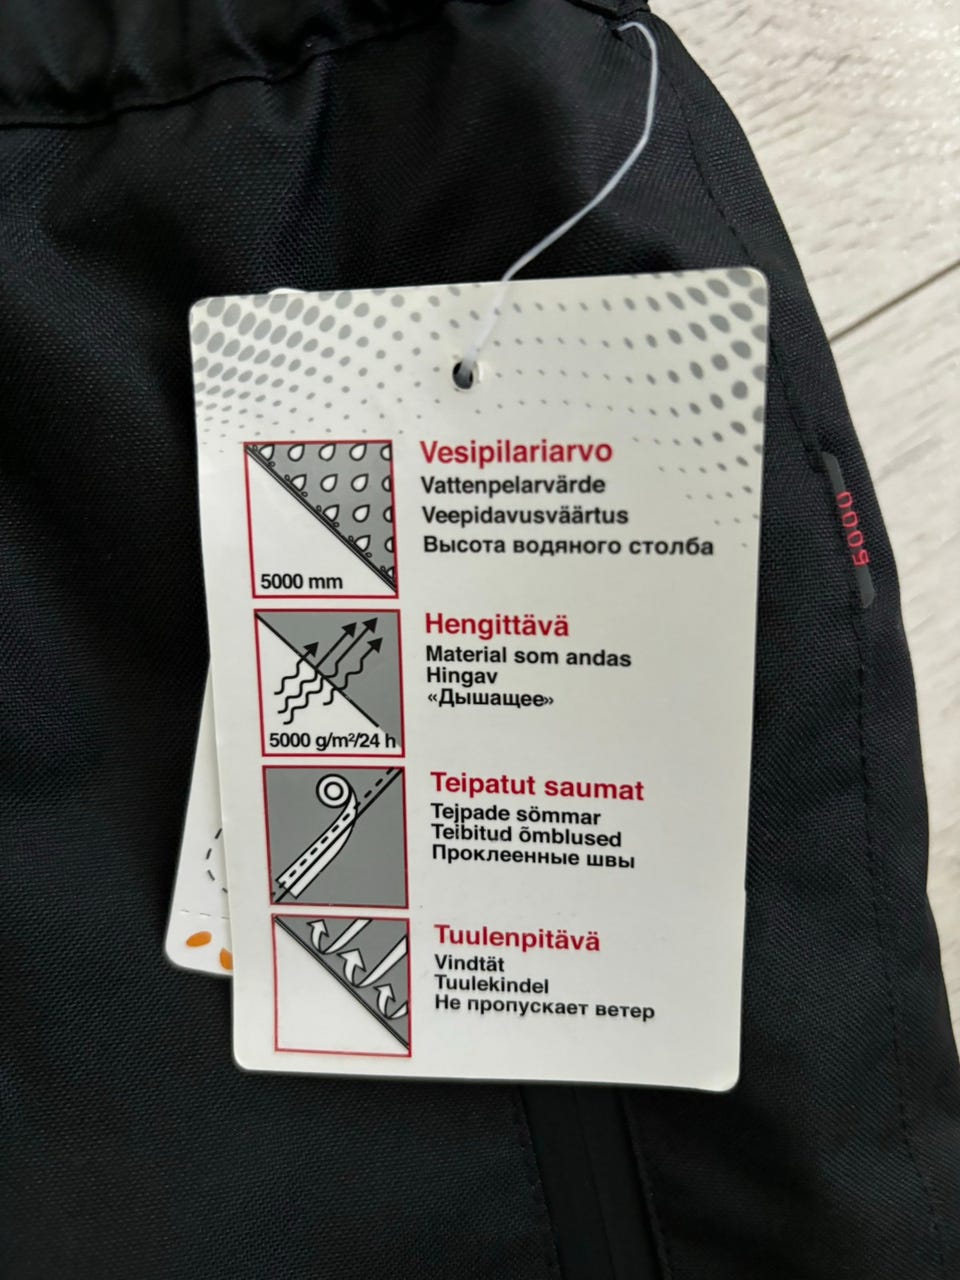 Vesipilariarvo
Vattenpelarvärde
Veepidavusväärtus
Высота водяного столба
5000 mm
Hengittävä
Material som andas
Hingav
«Дышащее»
5000 g/m²/24 h
Teipatut saumat
Tejpade sömmar
Teibitud õmblused
Проклеенные швы
Tuulenpitävä
Vindtät
Tuulekindel
Не пропускает ветер
5000